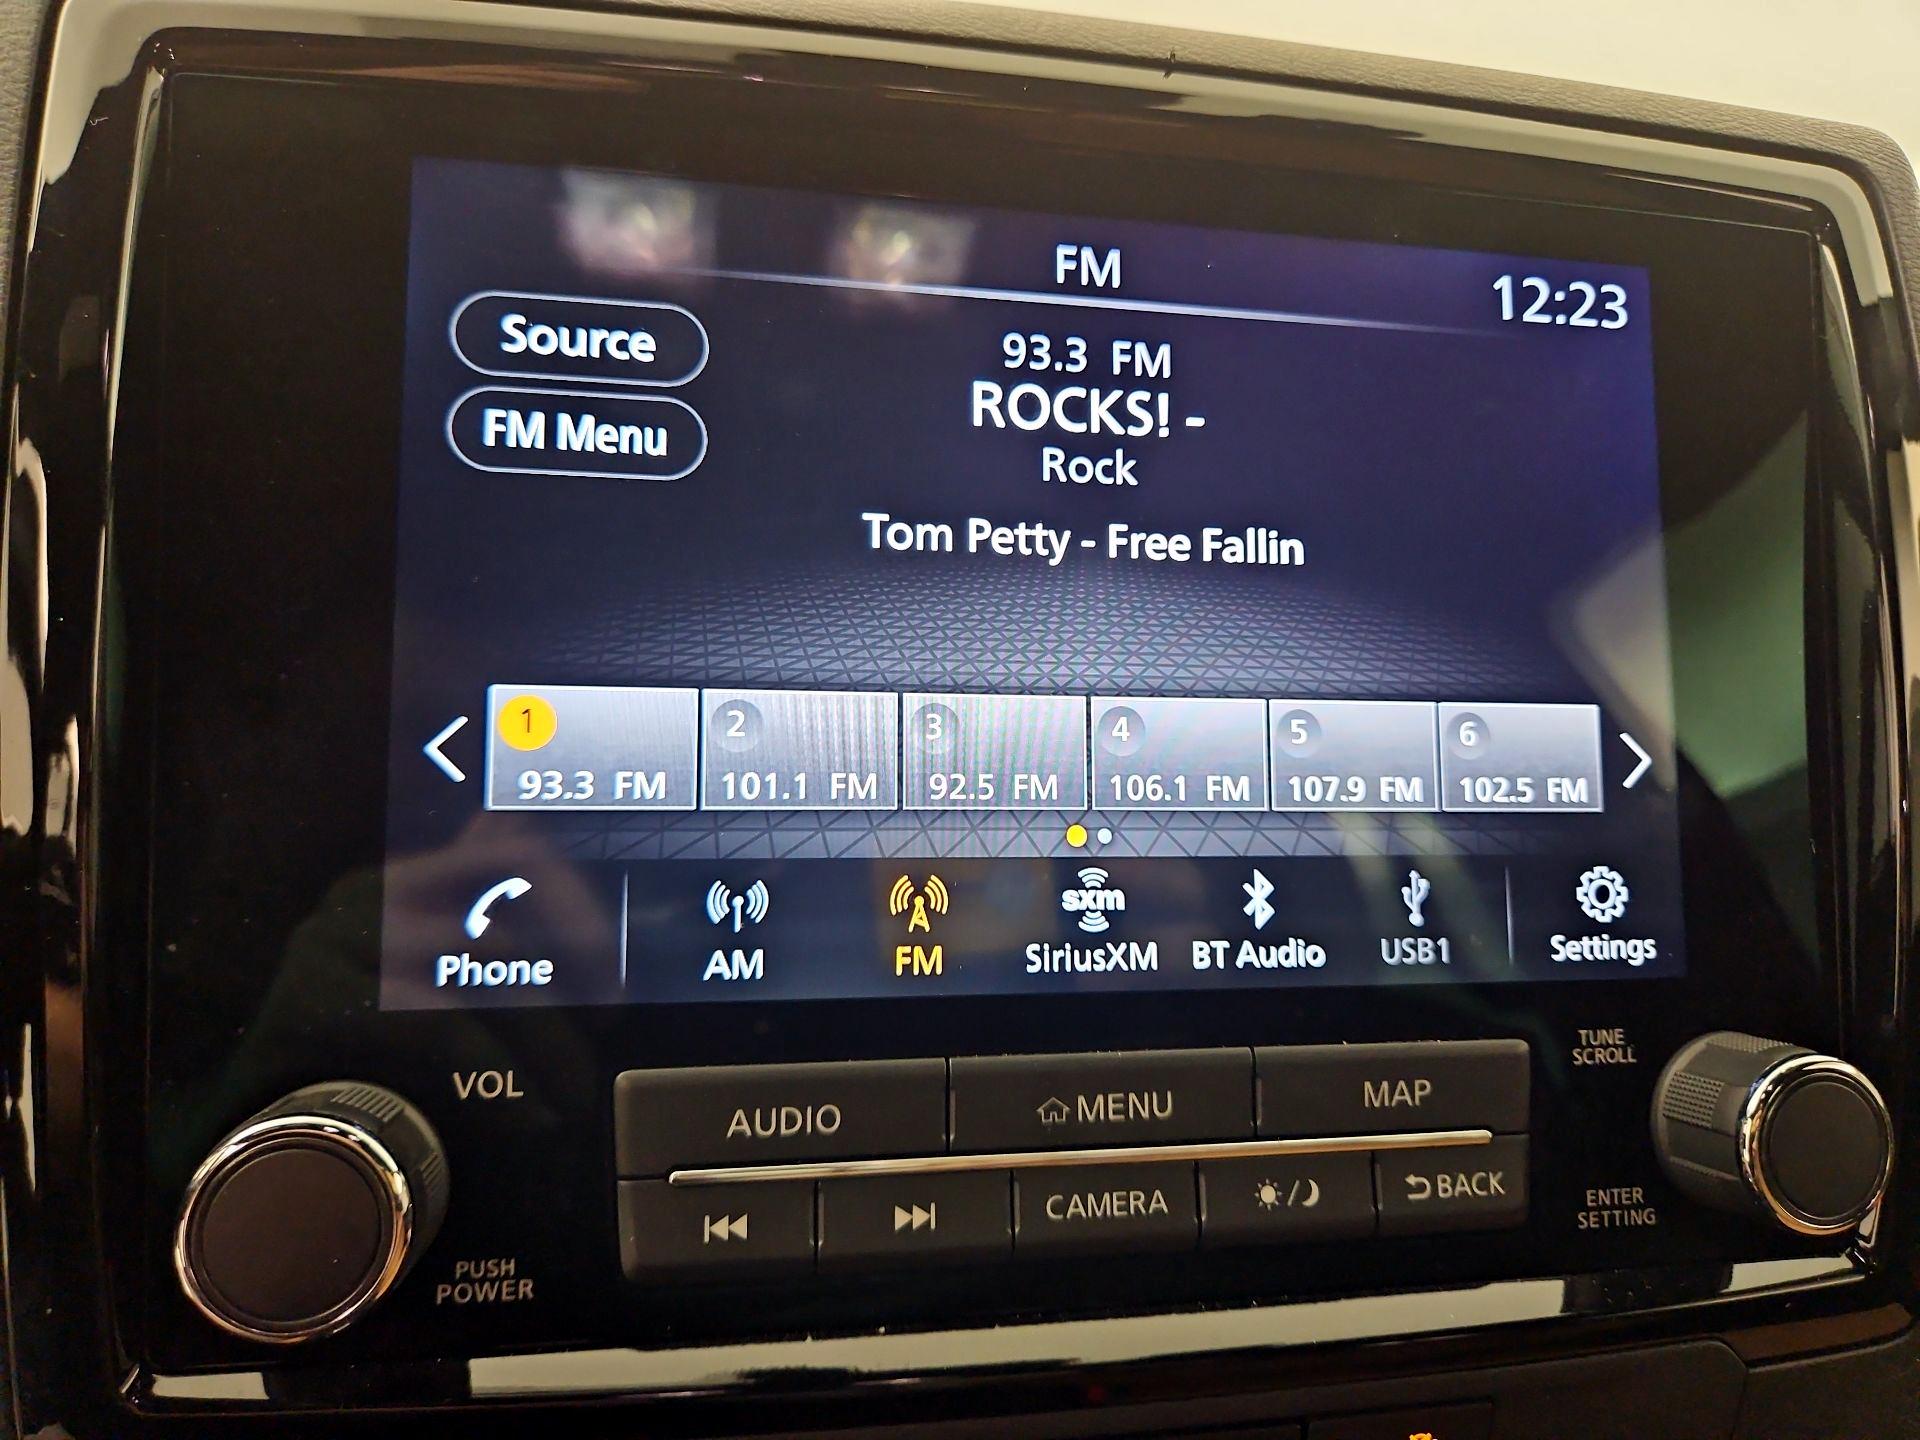 FM
12:23
Source
93.3 FM
ROCKS! -
FM Menu
Rock
Tom Petty - Free Fallin
1
2
3
4
5
6
93.3 FM
101.1 FM
92.5 FM
106.1 FM
107.9 FM
102.5 FM
sxm
Phone
AM
FM
SiriusXM
BT Audio
USB1
Settings
VOL
AUDIO
MENU
MAP
TUNE
SCROLL
CAMERA
BACK
PUSH
POWER
ENTER
SETTING